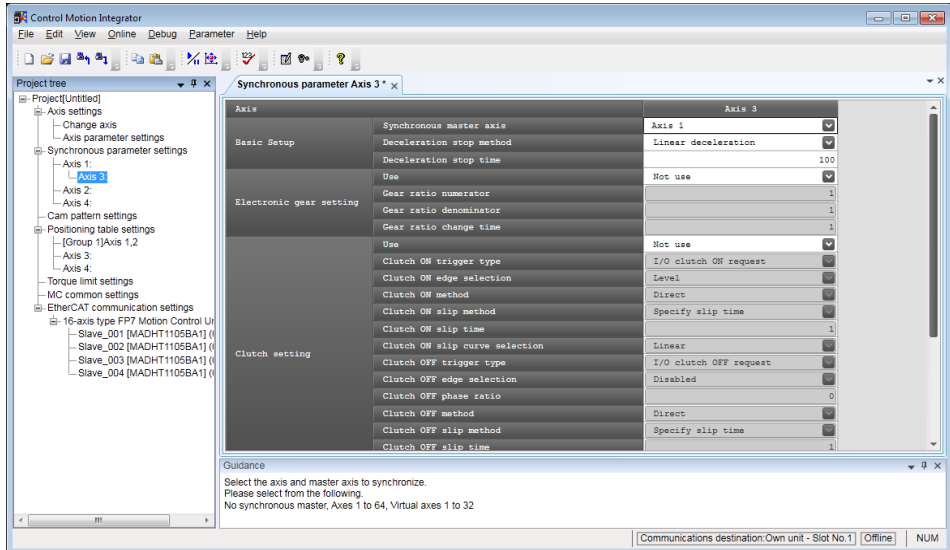 Control Motion Integrator
File Edit View Online Debug Parameter Help
Project tree
Project[Untitled]
Axis settings
Change axis
Axis parameter settings
Synchronous parameter settings
Axis 1:
Axis 3:
Axis 2:
Axis 4:
Cam pattern settings
Positioning table settings
[Group 1]Axis 1,2
Axis 3:
Axis 4:
Torque limit settings
MC common settings
EtherCAT communication settings
16-axis type FP7 Motion Control Ur
Slave_001 [MADHT1105BA1] (
Slave_002 [MADHT1105BA1] (
Slave_003 [MADHT1105BA1] (
Slave_004 [MADHT1105BA1] (
Synchronous parameter Axis 3 *
Axis Axis 3
Basic Setup
Synchronous master axis Axis 1
Deceleration stop method Linear deceleration
Deceleration stop time 100
Electronic gear setting
Use Not use
Gear ratio numerator 1
Gear ratio denominator 1
Gear ratio change time 1
Clutch setting
Use Not use
Clutch ON trigger type I/O clutch ON request
Clutch ON edge selection Level
Clutch ON method Direct
Clutch ON slip method Specify slip time
Clutch ON slip time 1
Clutch ON slip curve selection Linear
Clutch OFF trigger type I/O clutch OFF request
Clutch OFF edge selection Disabled
Clutch OFF phase ratio 0
Clutch OFF method Direct
Clutch OFF slip method Specify slip time
Clutch OFF slip time 1
Guidance
Select the axis and master axis to synchronize.
Please select from the following.
No synchronous master, Axes 1 to 64, Virtual axes 1 to 32
Communications destination:Own unit - Slot No.1 Offline NUM